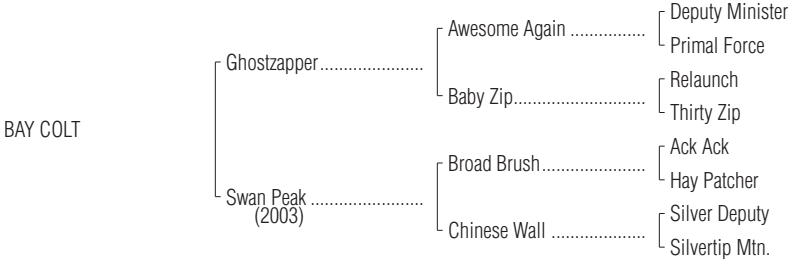 Deputy Minister
Awesome Again ................
Primal Force
Ghostzapper......................
Relaunch
Baby Zip............................
Thirty Zip
BAY COLT
Ack Ack
Broad Brush......................
Hay Patcher
Swan Peak ........................
(2003)
Silver Deputy
Chinese Wall ....................
Silvertip Mtn.